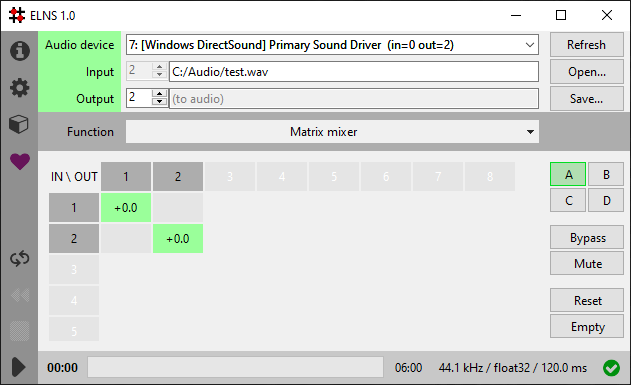 ELNS 1.0
Audio device 7: [Windows DirectSound] Primary Sound Driver (in=0 out=2) Refresh
Input 2 C:/Audio/test.wav Open...
Output 2 (to audio) Save...
Function Matrix mixer
IN \ OUT 1 2 3 4 5 6 7 8 A B
1 +0.0 C D
2 +0.0 Bypass
3 Mute
4 Reset
5 Empty
00:00 06:00 44.1 kHz / float32 / 120.0 ms